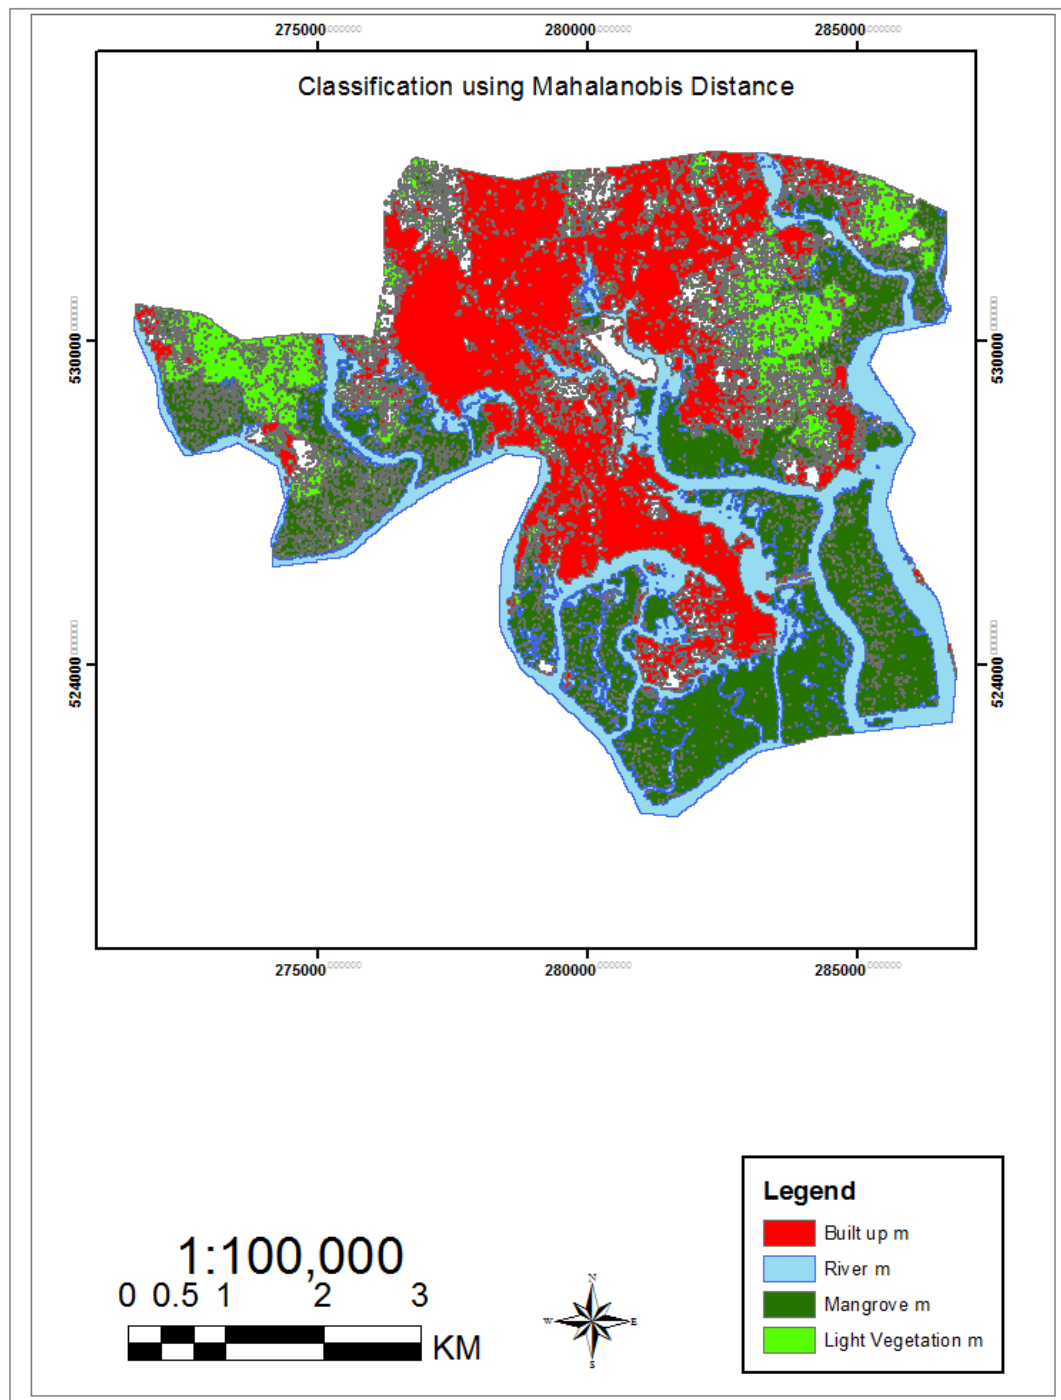 275000 280000 285000
Classification using Mahalanobis Distance
530000 530000
524000 524000
275000 280000 285000
1:100,000
0 0.5 1 2 3
KM
N
W E
S
Legend
Built up m
River m
Mangrove m
Light Vegetation m